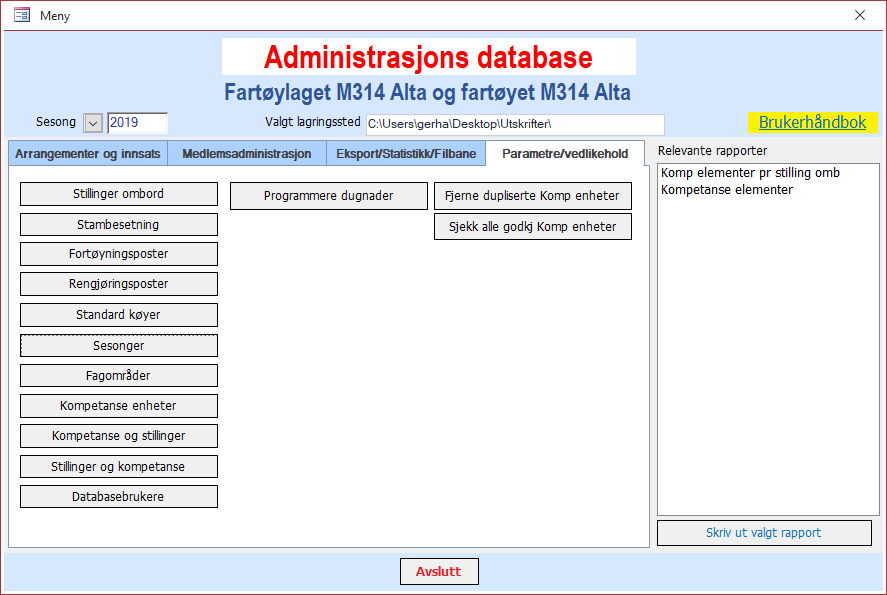 Meny
Administrasjons database
Fartøylaget M314 Alta og fartøyet M314 Alta
Sesong 2019 Valgt lagringssted C:\Users\gerha\Desktop\Utskrifter\ Brukerhåndbok
Arrangementer og innsats Medlemsadministrasjon Eksport/Statistikk/Filbane Parametre/vedlikehold
Stillinger ombord
Stambesetning
Fortøyningsposter
Rengjøringsposter
Standard køyer
Sesonger
Fagområder
Kompetanse enheter
Kompetanse og stillinger
Stillinger og kompetanse
Databasebrukere
Programmere dugnader
Fjerne dupliserte Komp enheter
Sjekk alle godkj Komp enheter
Relevante rapporter
Komp elementer pr stilling omb
Kompetanse elementer
Skriv ut valgt rapport
Avslutt